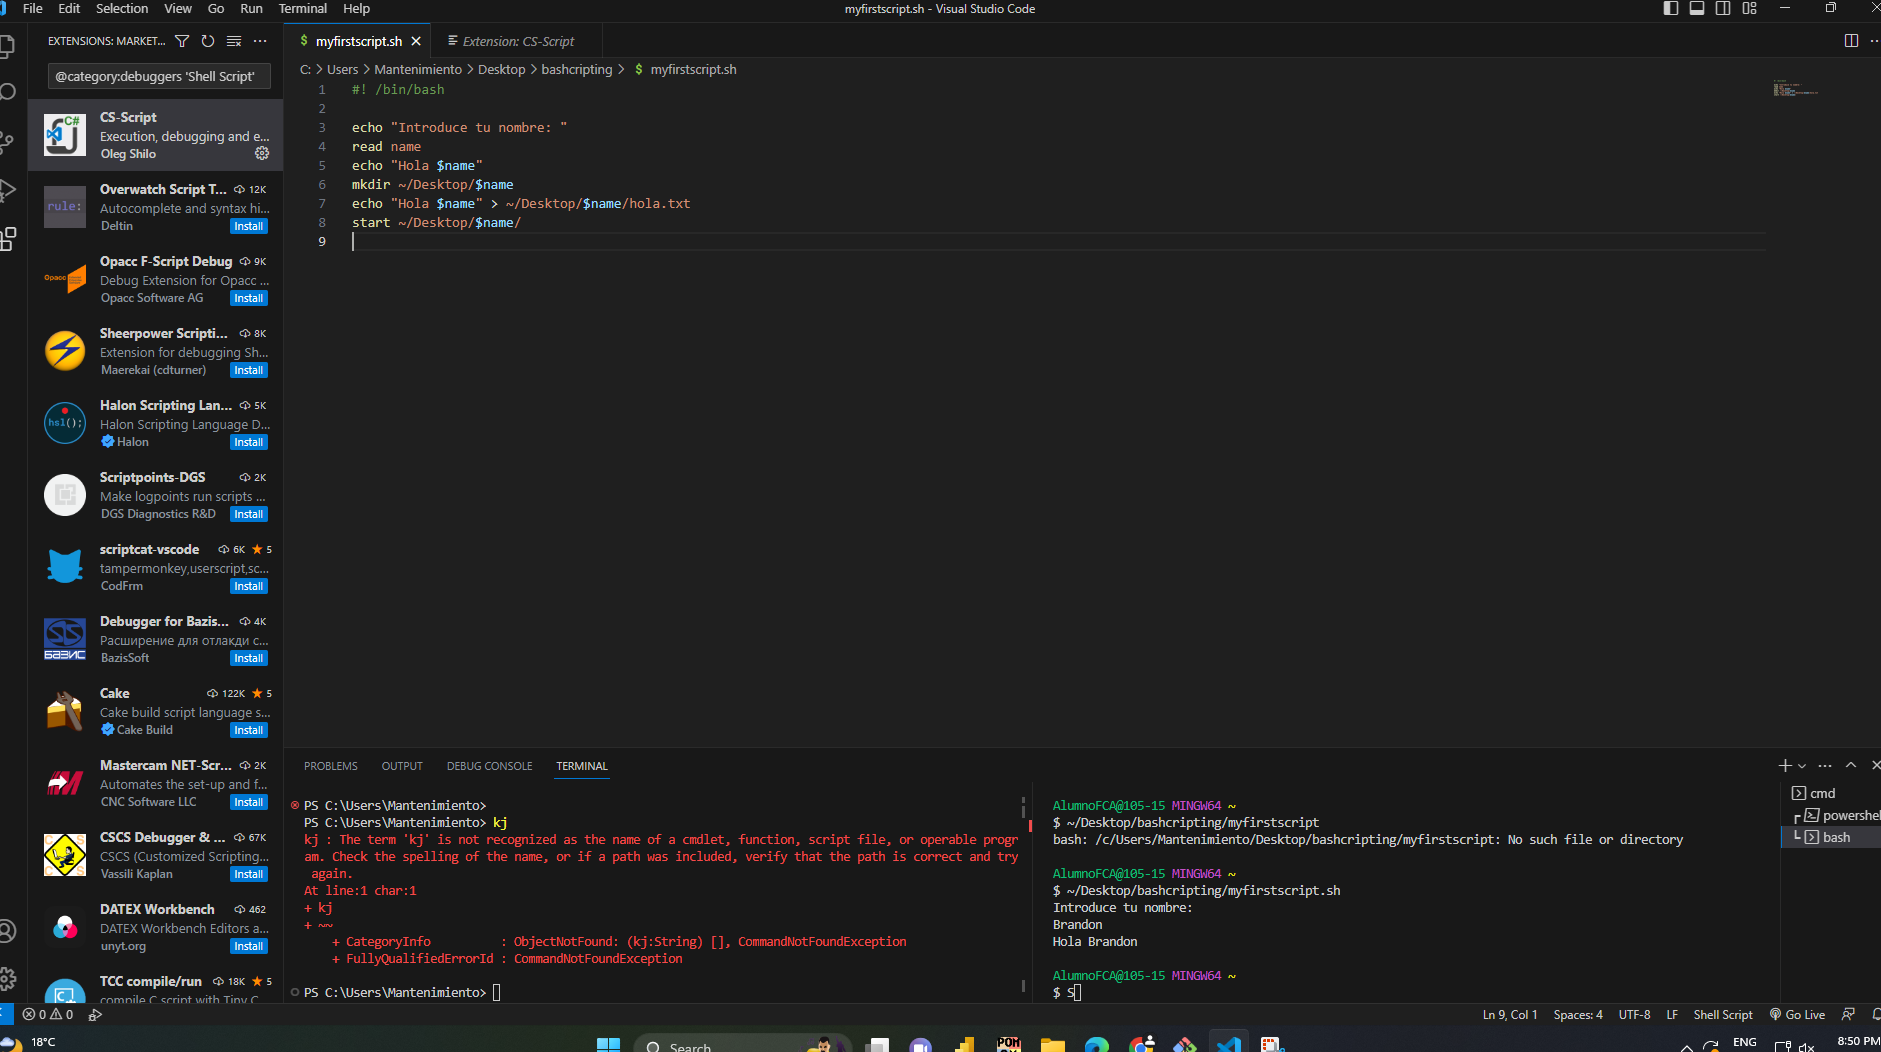 File Edit Selection View Go Run Terminal Help
myfirstscript.sh - Visual Studio Code
EXTENSIONS: MARKET...
@category:debuggers 'Shell Script'
CS-Script
Execution, debugging and e...
Oleg Shilo
Overwatch Script T... 12K
Autocomplete and syntax hi...
Deltin Install
Opacc F-Script Debug 9K
Debug Extension for Opacc ...
Opacc Software AG Install
Sheerpower Scripti... 8K
Extension for debugging Sh...
Maerekai (cdturner) Install
Halon Scripting Lan... 5K
Halon Scripting Language D...
Halon Install
Scriptpoints-DGS 2K
Make logpoints run scripts ...
DGS Diagnostics R&D Install
scriptcat-vscode 6K 5
tampermonkey,userscript,sc...
CodFrm Install
Debugger for Bazis... 4K
Расширение для отлакди с...
BazisSoft Install
Cake 122K 5
Cake build script language s...
Cake Build Install
Mastercam NET-Scr... 2K
Automates the set-up and f...
CNC Software LLC Install
CSCS Debugger & ... 67K
CSCS (Customized Scripting...
Vassili Kaplan Install
DATEX Workbench 462
DATEX Workbench Editors a...
unyt.org Install
TCC compile/run 18K 5
compile C script with Tiny C
$ myfirstscript.sh
Extension: CS-Script
C: > Users > Mantenimiento > Desktop > bashcripting > $ myfirstscript.sh
1 #! /bin/bash
2
3 echo "Introduce tu nombre: "
4 read name
5 echo "Hola $name"
6 mkdir ~/Desktop/$name
7 echo "Hola $name" > ~/Desktop/$name/hola.txt
8 start ~/Desktop/$name/
9
PROBLEMS OUTPUT DEBUG CONSOLE TERMINAL
PS C:\Users\Mantenimiento>
PS C:\Users\Mantenimiento> kj
kj : The term 'kj' is not recognized as the name of a cmdlet, function, script file, or operable progr
am. Check the spelling of the name, or if a path was included, verify that the path is correct and try
again.
At line:1 char:1
+ kj
+ ~~
+ CategoryInfo : ObjectNotFound: (kj:String) [], CommandNotFoundException
+ FullyQualifiedErrorId : CommandNotFoundException
PS C:\Users\Mantenimiento>
AlumnoFCA@105-15 MINGW64 ~
$ ~/Desktop/bashcripting/myfirstscript
bash: /c/Users/Mantenimiento/Desktop/bashcripting/myfirstscript: No such file or directory
AlumnoFCA@105-15 MINGW64 ~
$ ~/Desktop/bashcripting/myfirstscript.sh
Introduce tu nombre:
Brandon
Hola Brandon
AlumnoFCA@105-15 MINGW64 ~
$ S
cmd
powershel
bash
0 0
Ln 9, Col 1 Spaces: 4 UTF-8 LF Shell Script Go Live
18°C
Search
ENG
8:50 PM